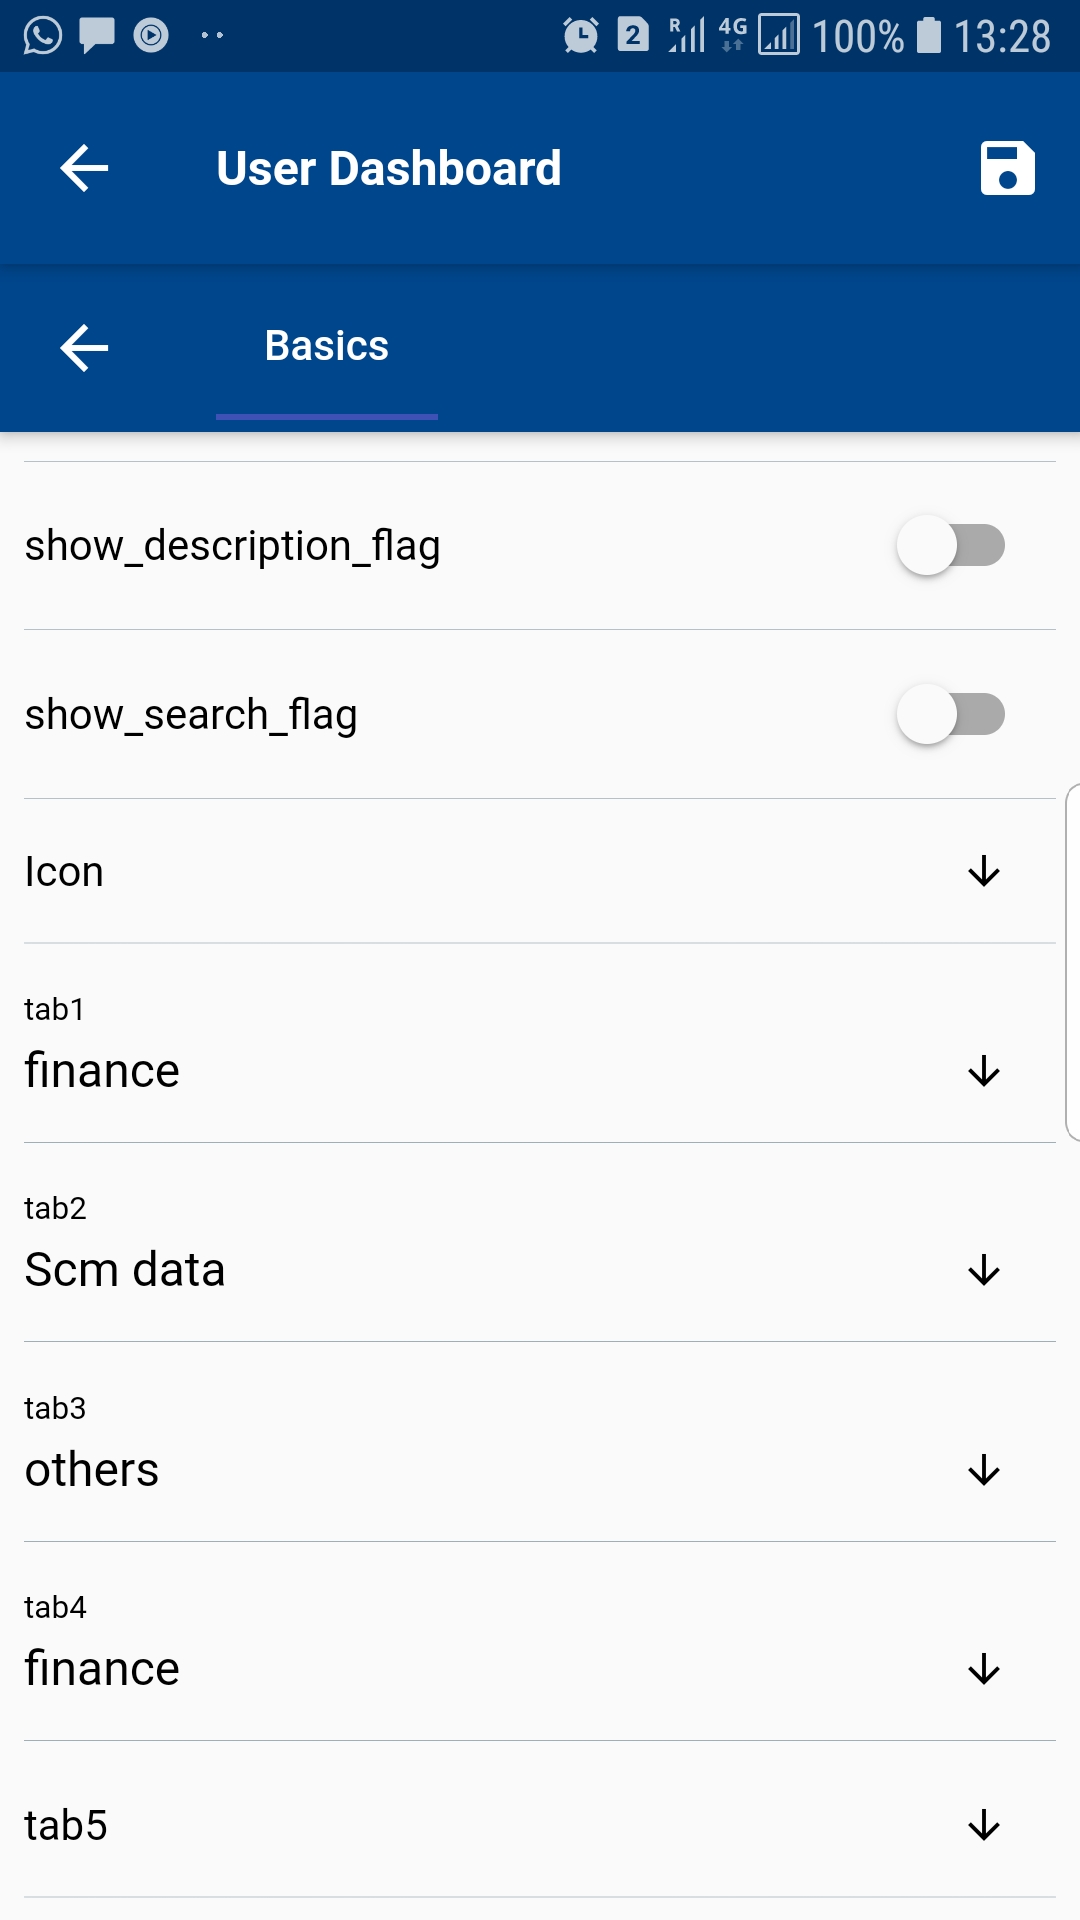 2 R 4G 100% 13:28
User Dashboard
Basics
show_description_flag
show_search_flag
Icon
tab1
finance
tab2
Scm data
tab3
others
tab4
finance
tab5